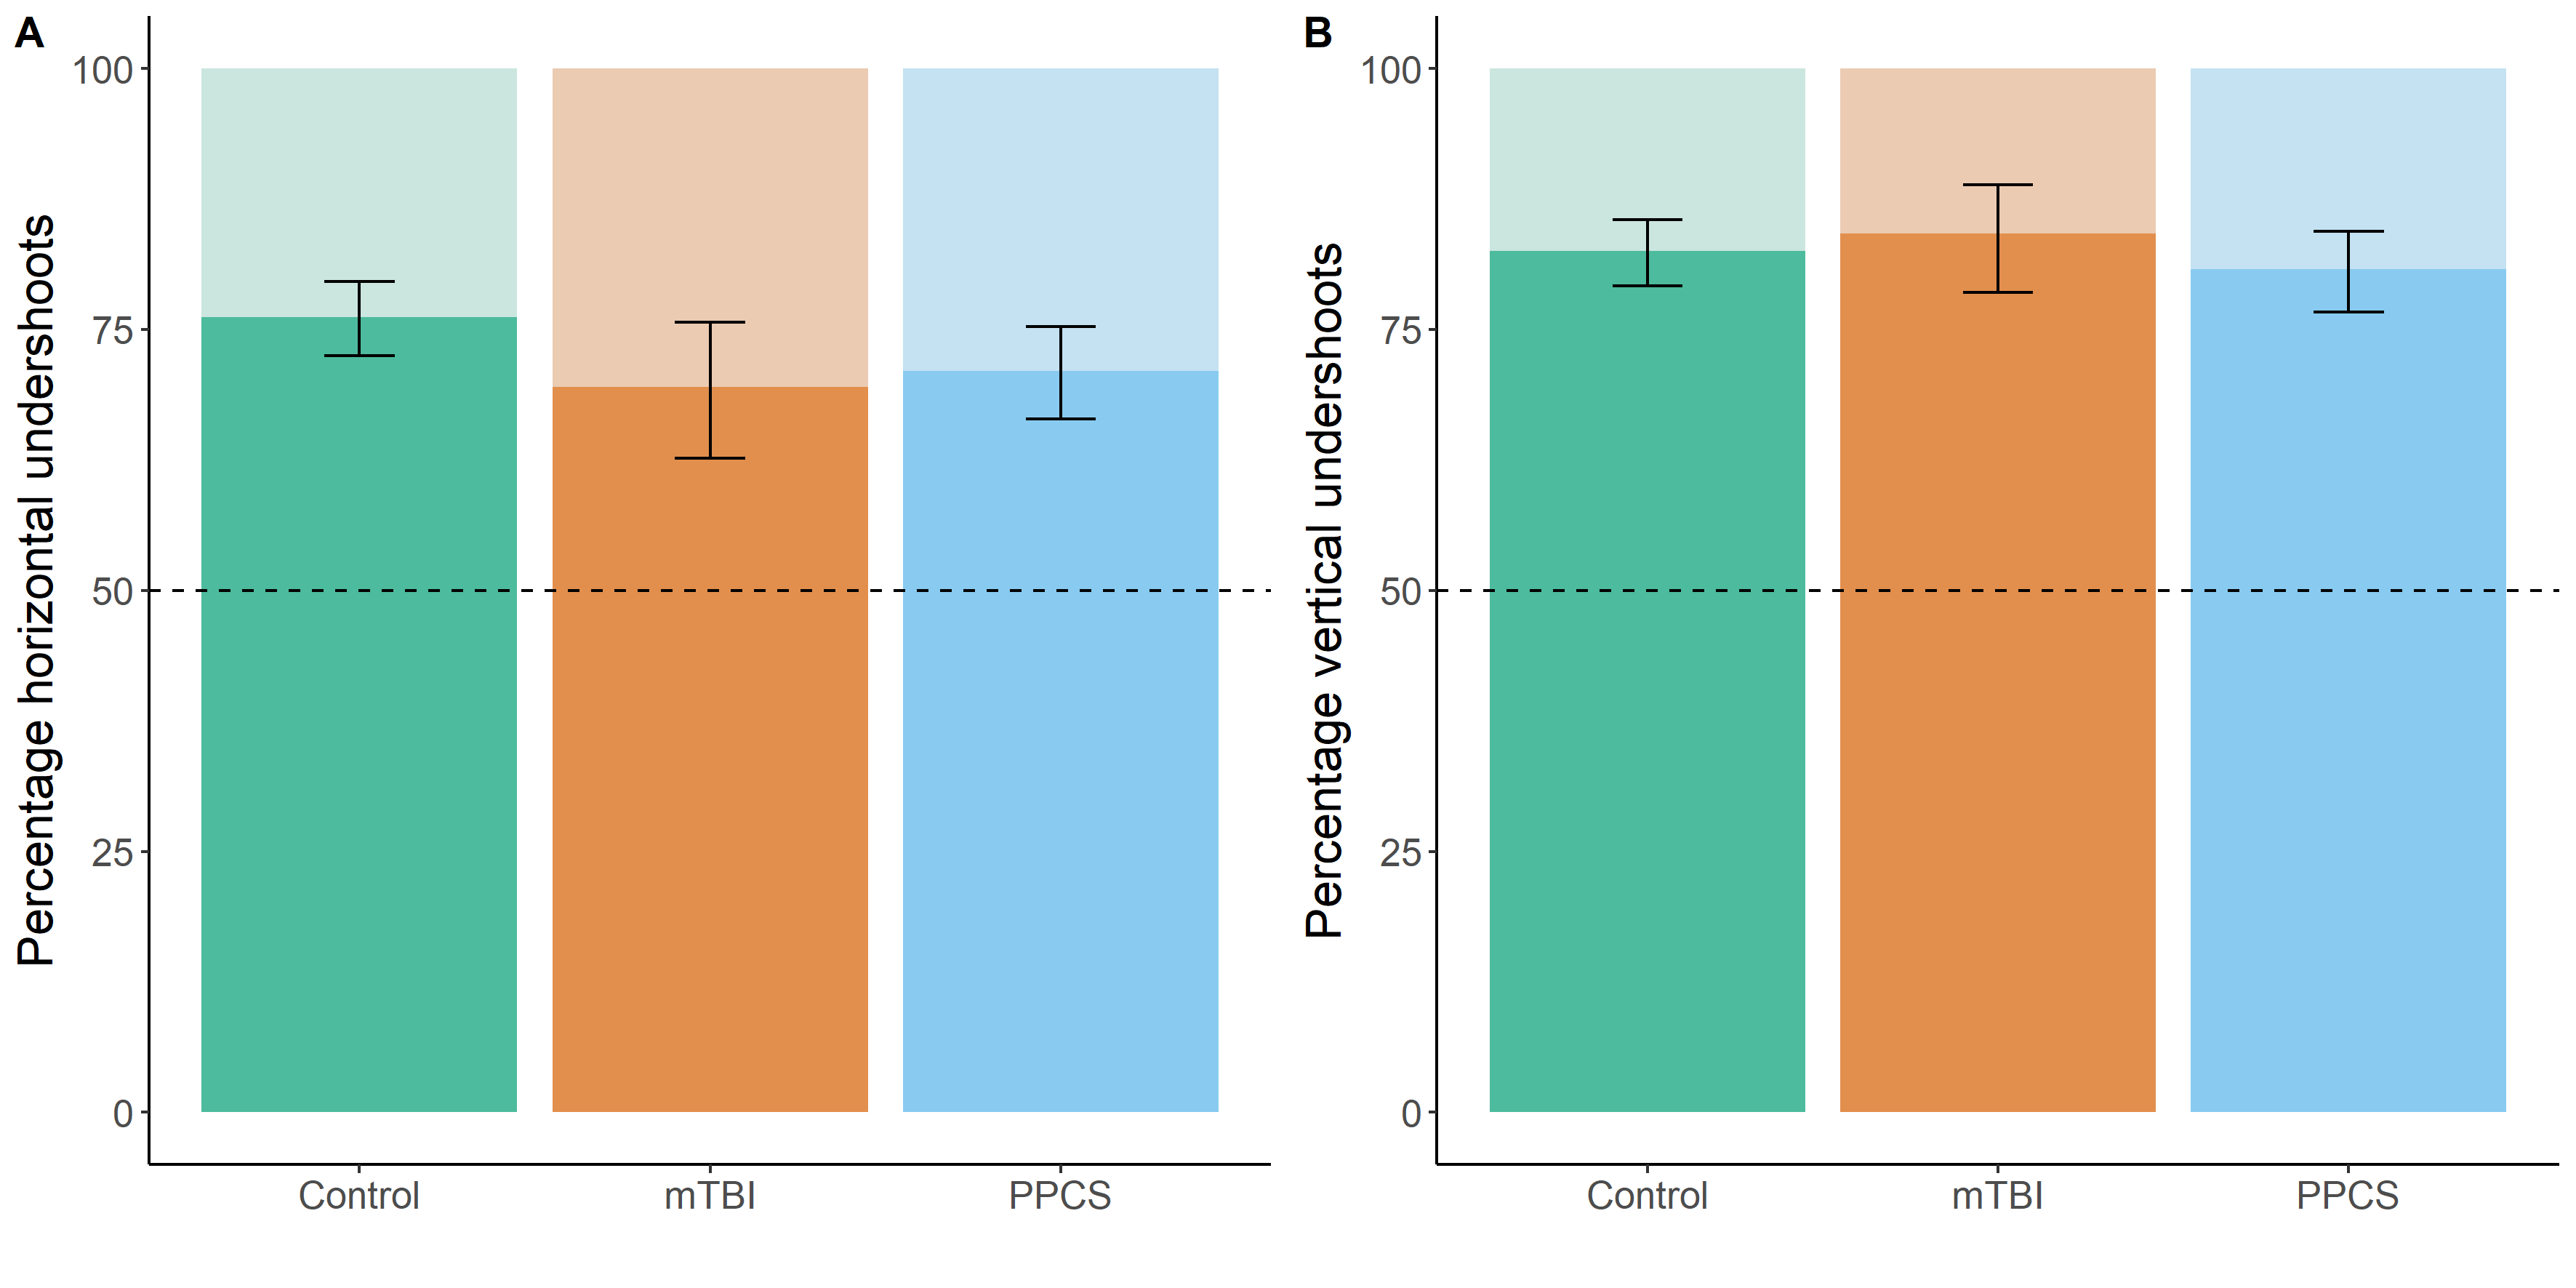 A
Percentage horizontal undershoots
100
75
50
25
0
Control mTBI PPCS
B
Percentage vertical undershoots
100
75
50
25
0
Control mTBI PPCS